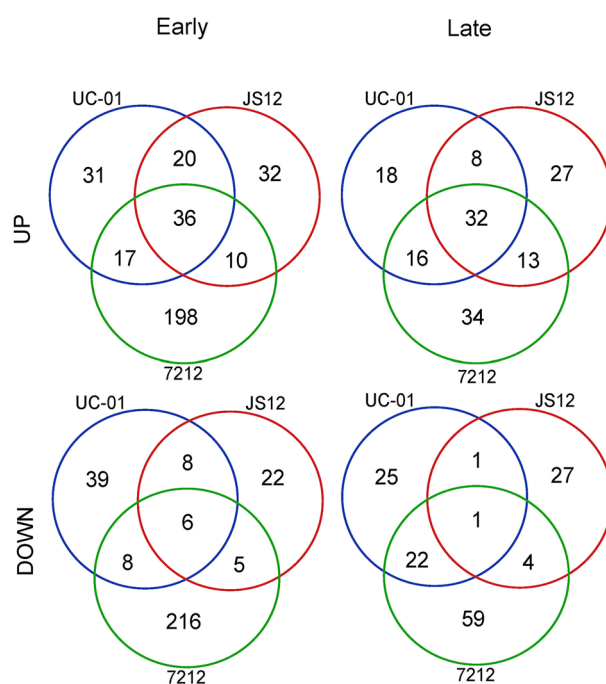 Early Late
UC-01 JS12 UC-01 JS12
31 20 32 18 8 27
36 32
UP
17 10 16 13
198 34
7212 7212
UC-01 JS12 UC-01 JS12
39 8 22 25 1 27
6 1
DOWN
8 5 22 4
216 59
7212 7212